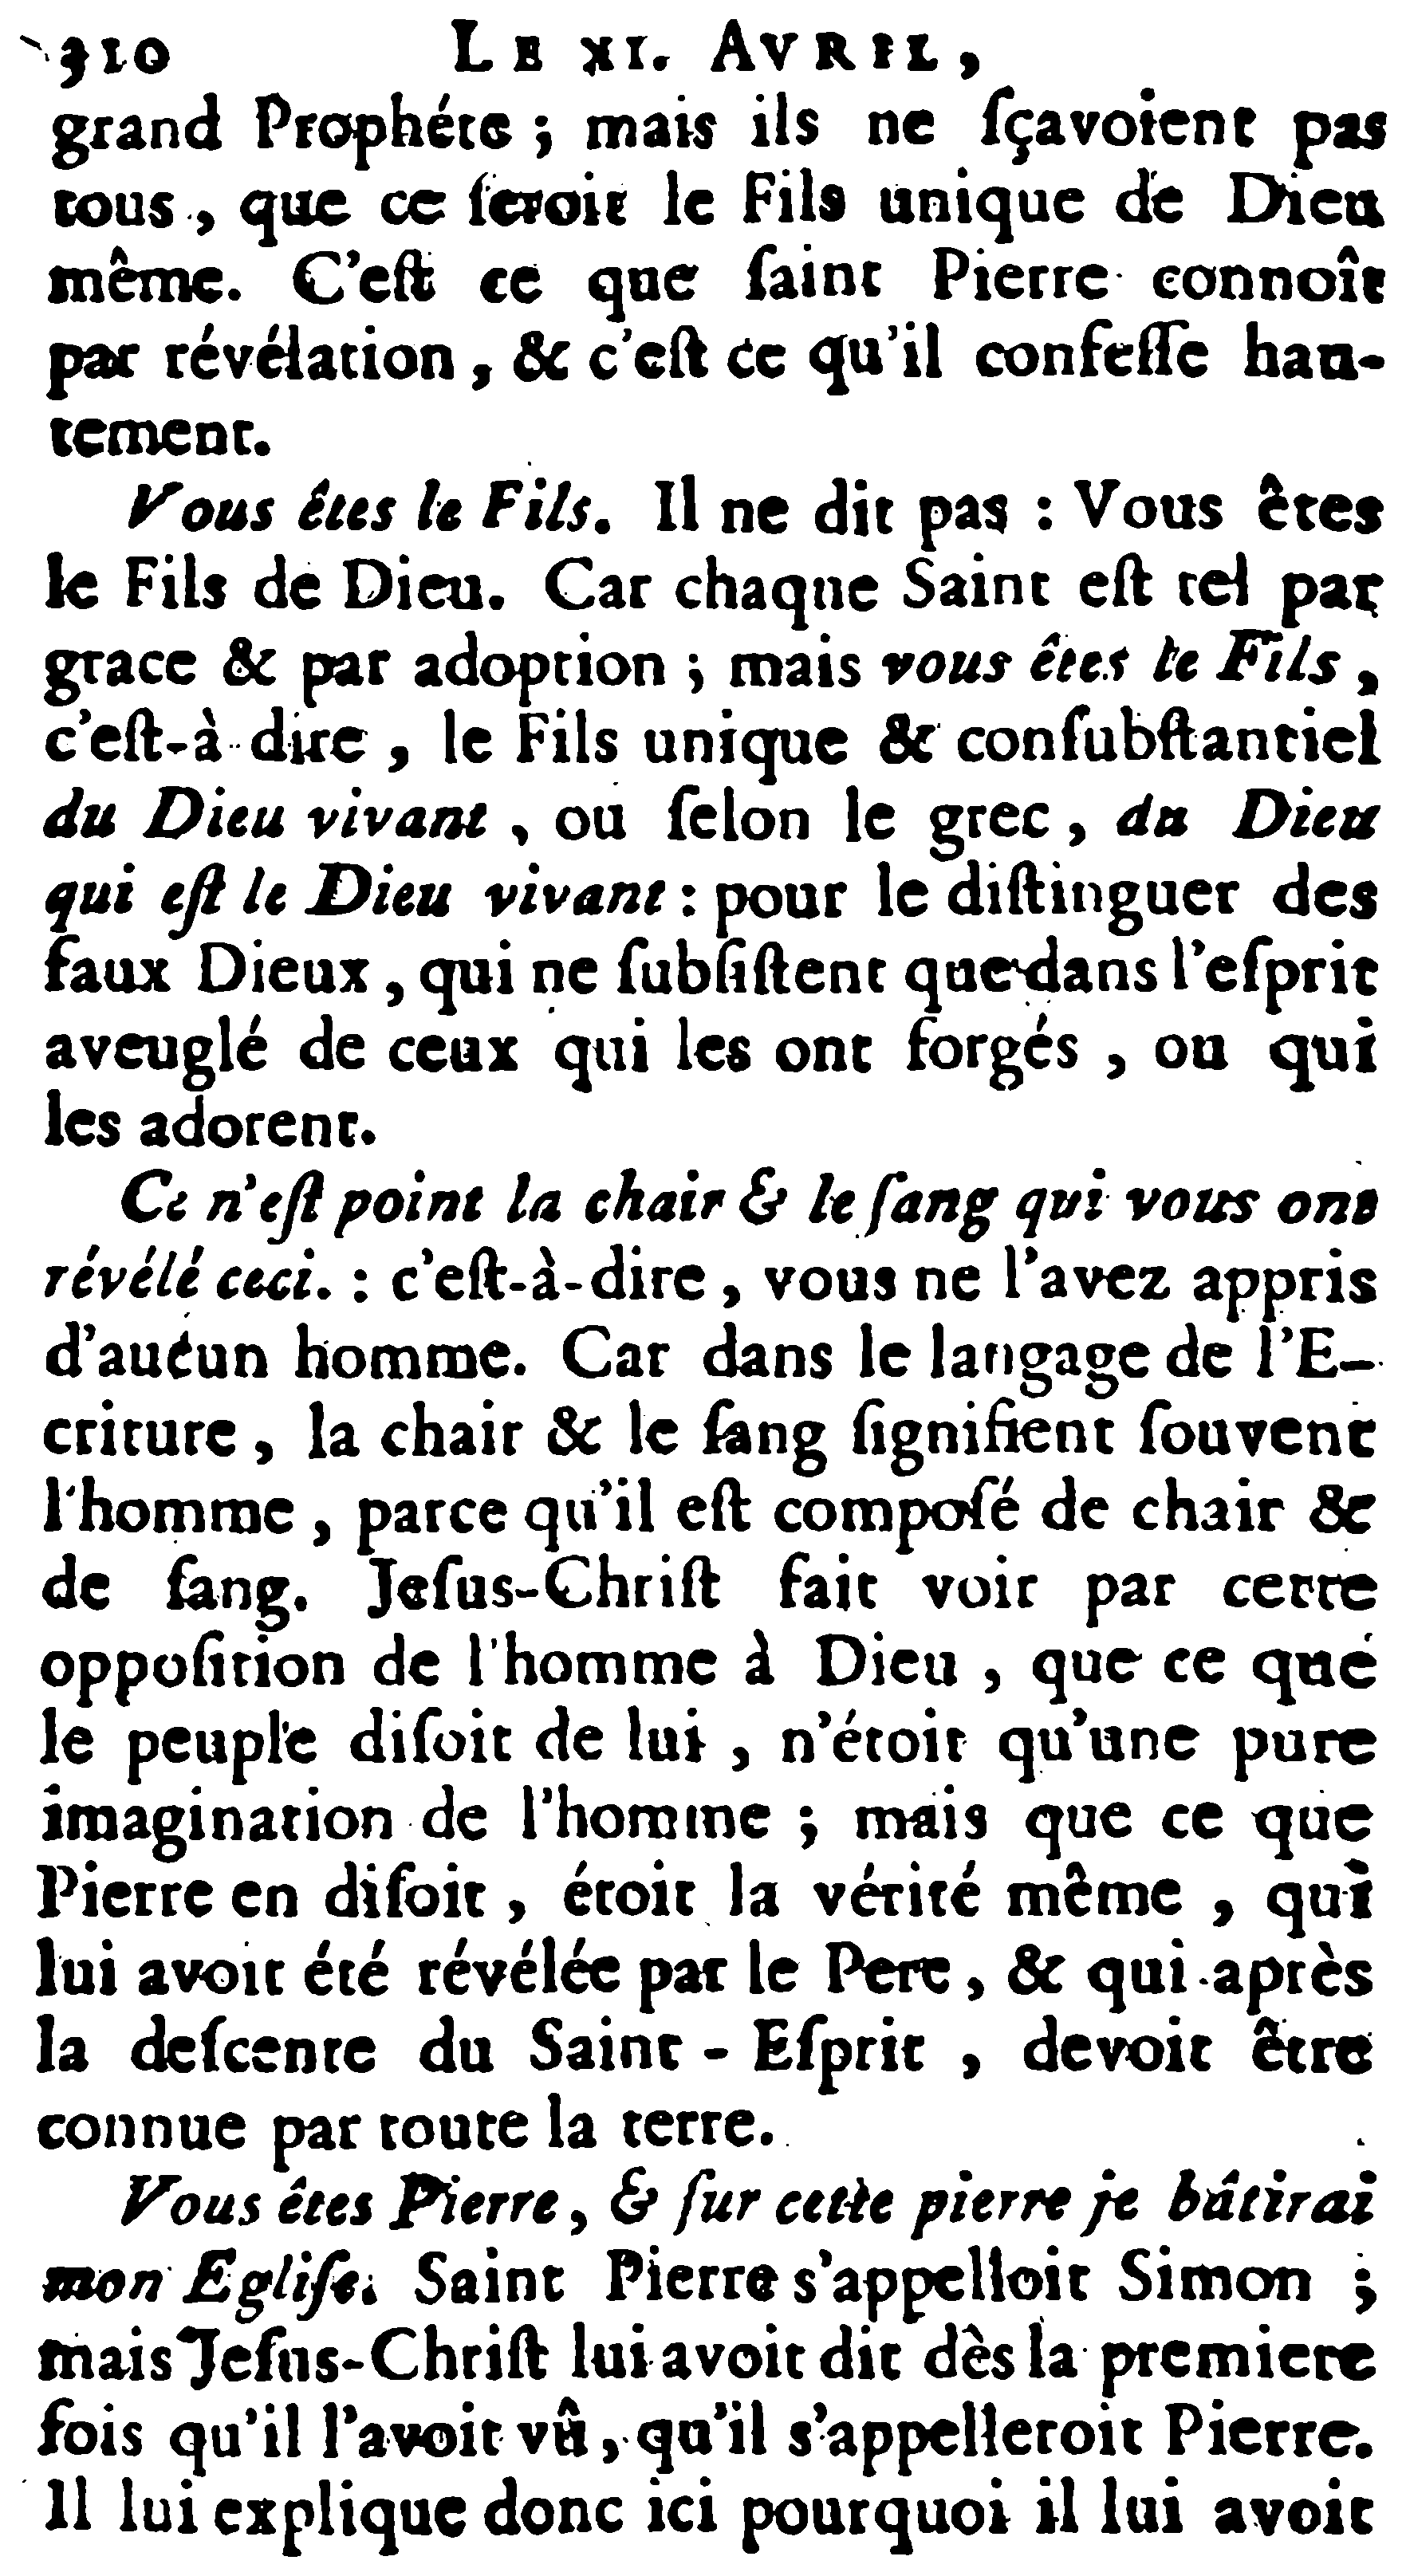 310 LE XI. AVRIL,
grand Prophéte ; mais ils ne ſçavoient pas
tous, que ce ſeroit le Fils unique de Dieu
même. C'eſt ce que ſaint Pierre connoît
par révélation, & c'eſt ce qu'il confeſſe hau-
tement.
Vous êtes le Fils. Il ne dit pas : Vous êtes
le Fils de Dieu. Car chaque Saint eſt tel par
grace & par adoption ; mais vous êtes le Fils,
c'eſt-à-dire, le Fils unique & conſubſtantiel
du Dieu vivant, ou ſelon le grec, du Dieu
qui eſt le Dieu vivant : pour le diſtinguer des
faux Dieux, qui ne ſubſiſtent que dans l'eſprit
aveuglé de ceux qui les ont forgés, ou qui
les adorent.
Ce n'eſt point la chair & le ſang qui vous ont
révélé ceci. : c'eſt-à-dire, vous ne l'avez appris
d'aucun homme. Car dans le langage de l'E-
criture, la chair & le ſang ſignifient ſouvent
l'homme, parce qu'il eſt compoſé de chair &
de ſang. Jeſus-Chriſt fait voir par cette
oppoſition de l'homme à Dieu, que ce que
le peuple diſoit de lui, n'étoit qu'une pure
imagination de l'homme ; mais que ce que
Pierre en diſoit, étoit la vérité même, qui
lui avoit été révélée par le Pere, & qui après
la deſcente du Saint-Eſprit, devoit être
connue par toute la terre.
Vous êtes Pierre, & ſur cette pierre je bâtirai
mon Egliſe. Saint Pierre s'appelloit Simon ;
mais Jeſus-Chriſt lui avoit dit dès la premiere
fois qu'il l'avoit vû, qu'il s'appelleroit Pierre.
Il lui explique donc ici pourquoi il lui avoit